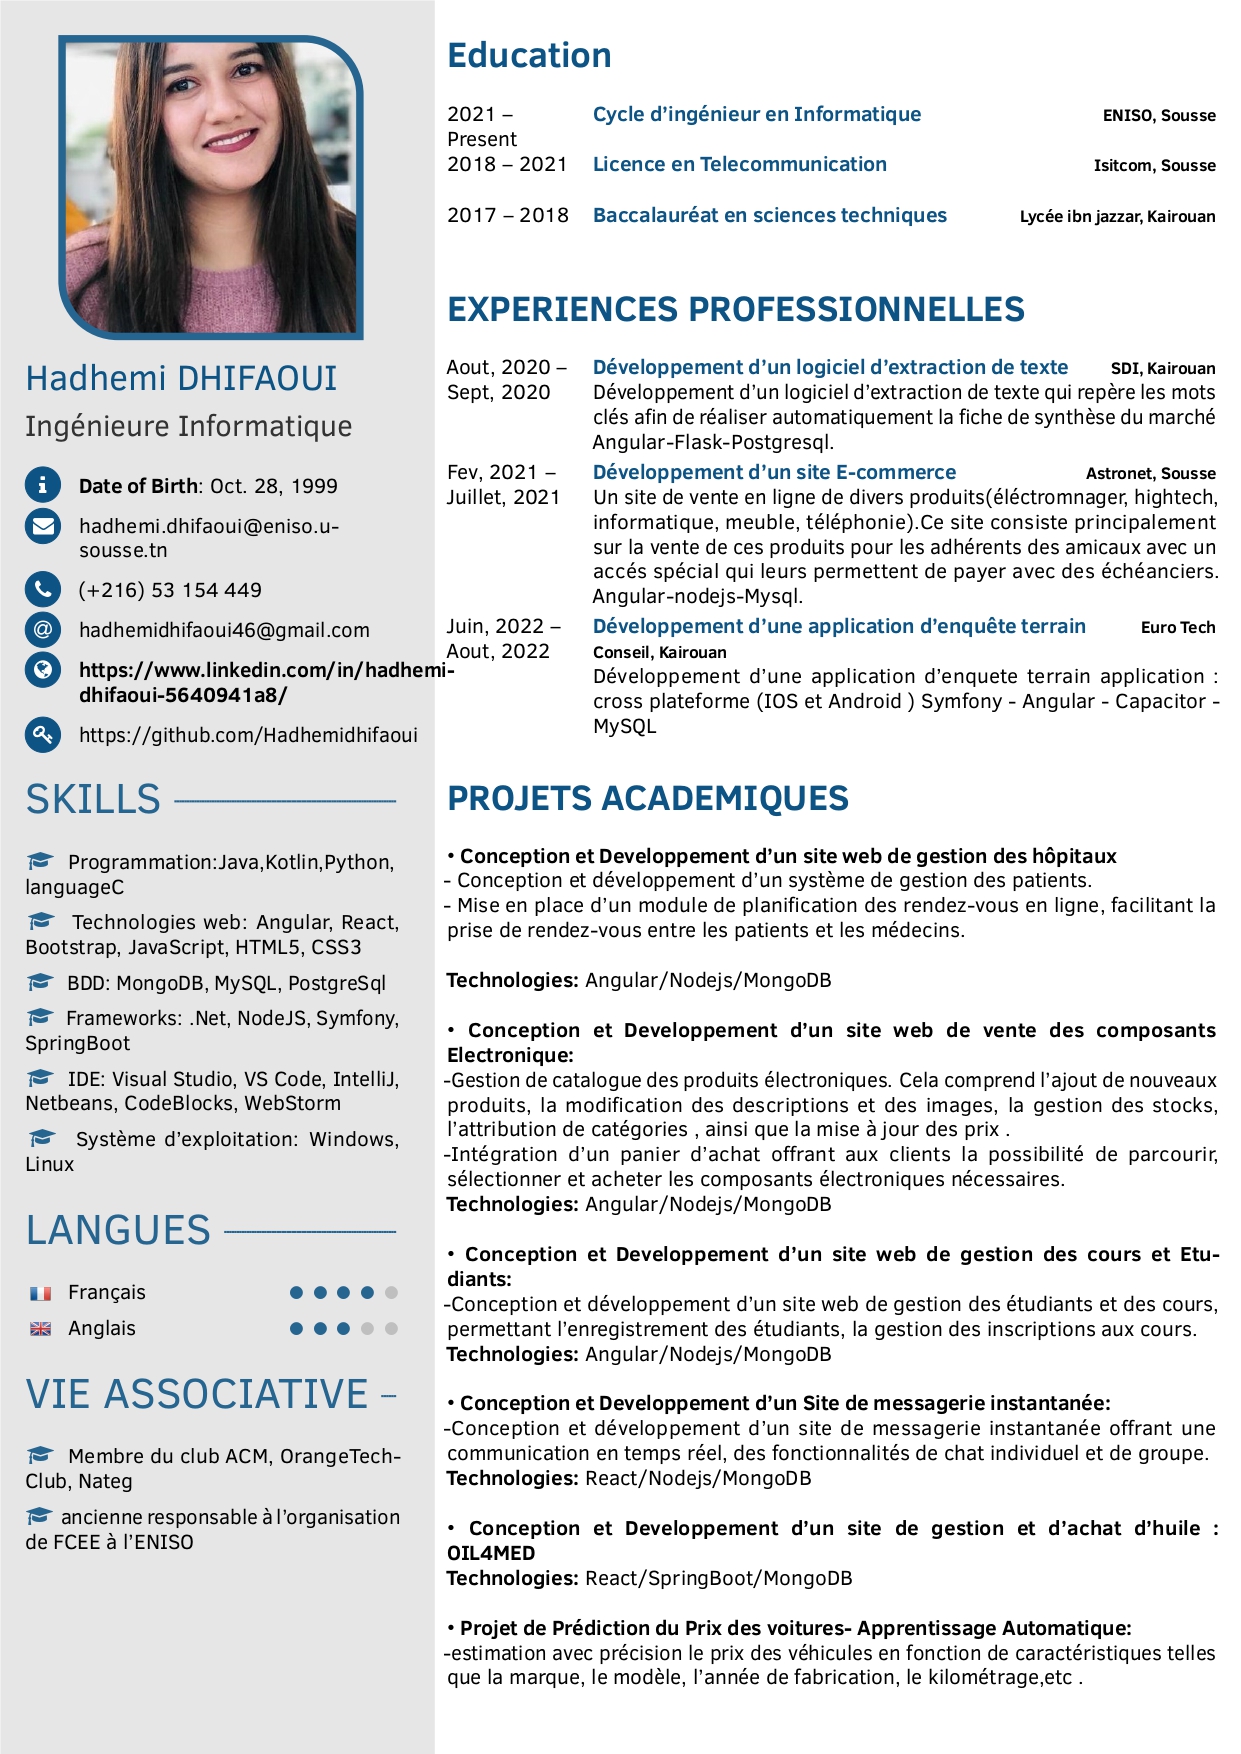 Hadhemi DHIFAOUI
Ingénieure Informatique
Date of Birth: Oct. 28, 1999
hadhemi.dhifaoui@eniso.u-
sousse.tn
(+216) 53 154 449
hadhemidhifaoui46@gmail.com
https://www.linkedin.com/in/hadhemi-
dhifaoui-5640941a8/
https://github.com/Hadhemidhifaoui
SKILLS
Programmation:Java,Kotlin,Python,
languageC
Technologies web: Angular, React,
Bootstrap, JavaScript, HTML5, CSS3
BDD: MongoDB, MySQL, PostgreSql
Frameworks: .Net, NodeJS, Symfony,
SpringBoot
IDE: Visual Studio, VS Code, IntelliJ,
Netbeans, CodeBlocks, WebStorm
Système d’exploitation: Windows,
Linux
LANGUES
Français
Anglais
VIE ASSOCIATIVE
Membre du club ACM, OrangeTech-
Club, Nateg
ancienne responsable à l’organisation
de FCEE à l’ENISO
Education
2021 – Cycle d’ingénieur en Informatique ENISO, Sousse
Present
2018 – 2021 Licence en Telecommunication Isitcom, Sousse
2017 – 2018 Baccalauréat en sciences techniques Lycée ibn jazzar, Kairouan
EXPERIENCES PROFESSIONNELLES
Aout, 2020 – Développement d’un logiciel d’extraction de texte SDI, Kairouan
Sept, 2020 Développement d’un logiciel d’extraction de texte qui repère les mots
clés afin de réaliser automatiquement la fiche de synthèse du marché
Angular-Flask-Postgresql.
Fev, 2021 – Développement d’un site E-commerce Astronet, Sousse
Juillet, 2021 Un site de vente en ligne de divers produits(éléctromnager, hightech,
informatique, meuble, téléphonie).Ce site consiste principalement
sur la vente de ces produits pour les adhérents des amicaux avec un
accés spécial qui leurs permettent de payer avec des échéanciers.
Angular-nodejs-Mysql.
Juin, 2022 – Développement d’une application d’enquête terrain Euro Tech
Aout, 2022 Conseil, Kairouan
Développement d’une application d’enquete terrain application :
cross plateforme (IOS et Android ) Symfony - Angular - Capacitor -
MySQL
PROJETS ACADEMIQUES
• Conception et Developpement d’un site web de gestion des hôpitaux
- Conception et développement d’un système de gestion des patients.
- Mise en place d’un module de planification des rendez-vous en ligne, facilitant la
prise de rendez-vous entre les patients et les médecins.
Technologies: Angular/Nodejs/MongoDB
• Conception et Developpement d’un site web de vente des composants
Electronique:
-Gestion de catalogue des produits électroniques. Cela comprend l’ajout de nouveaux
produits, la modification des descriptions et des images, la gestion des stocks,
l’attribution de catégories , ainsi que la mise à jour des prix .
-Intégration d’un panier d’achat offrant aux clients la possibilité de parcourir,
sélectionner et acheter les composants électroniques nécessaires.
Technologies: Angular/Nodejs/MongoDB
• Conception et Developpement d’un site web de gestion des cours et Etu-
diants:
-Conception et développement d’un site web de gestion des étudiants et des cours,
permettant l’enregistrement des étudiants, la gestion des inscriptions aux cours.
Technologies: Angular/Nodejs/MongoDB
• Conception et Developpement d’un Site de messagerie instantanée:
-Conception et développement d’un site de messagerie instantanée offrant une
communication en temps réel, des fonctionnalités de chat individuel et de groupe.
Technologies: React/Nodejs/MongoDB
• Conception et Developpement d’un site de gestion et d’achat d’huile :
OIL4MED
Technologies: React/SpringBoot/MongoDB
• Projet de Prédiction du Prix des voitures- Apprentissage Automatique:
-estimation avec précision le prix des véhicules en fonction de caractéristiques telles
que la marque, le modèle, l’année de fabrication, le kilométrage,etc .